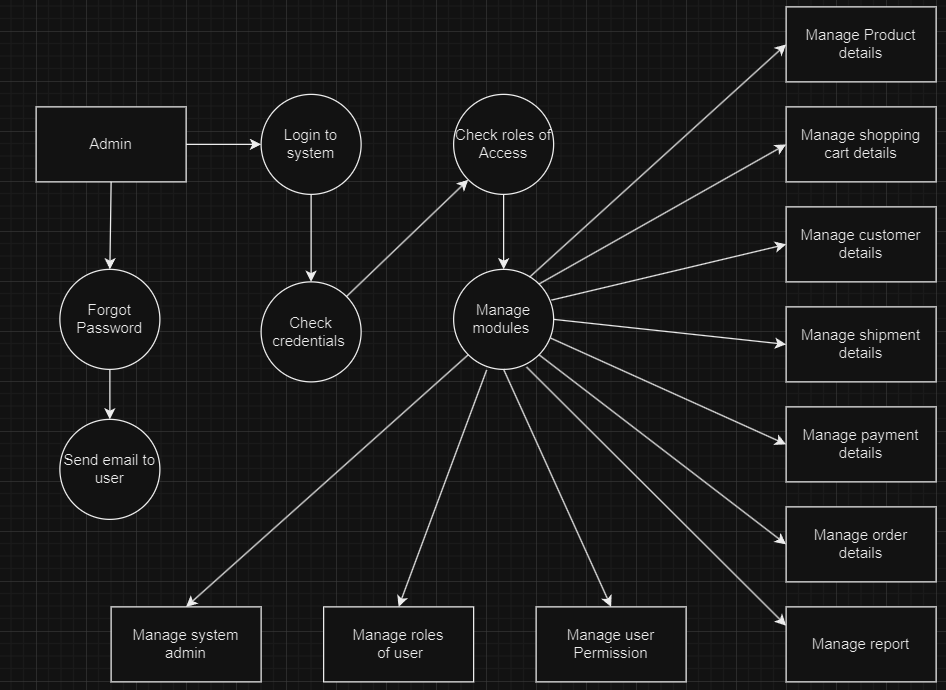 Manage Product
details
Admin
Login to
system
Check roles of
Access
Manage shopping
cart details
Manage customer
details
Forgot
Password
Check
credentials
Manage
modules
Manage shipment
details
Send email to
user
Manage payment
details
Manage order
details
Manage system
admin
Manage roles
of user
Manage user
Permission
Manage report